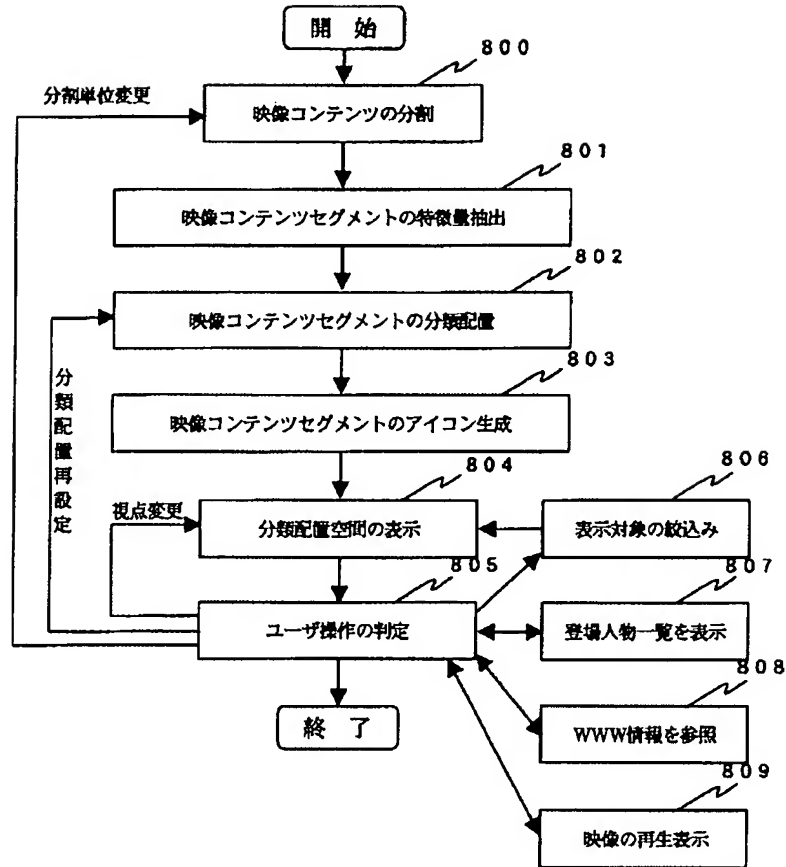 開 始
800
分割単位変更
映像コンテンツの分割
801
映像コンテンツセグメントの特徴量抽出
802
映像コンテンツセグメントの分類配置
803
分類配置再設定
映像コンテンツセグメントのアイコン生成
804
806
視点変更
分類配置空間の表示
表示対象の絞込み
805
807
ユーザ操作の判定
登場人物一覧を表示
808
終 了
WWW情報を参照
809
映像の再生表示